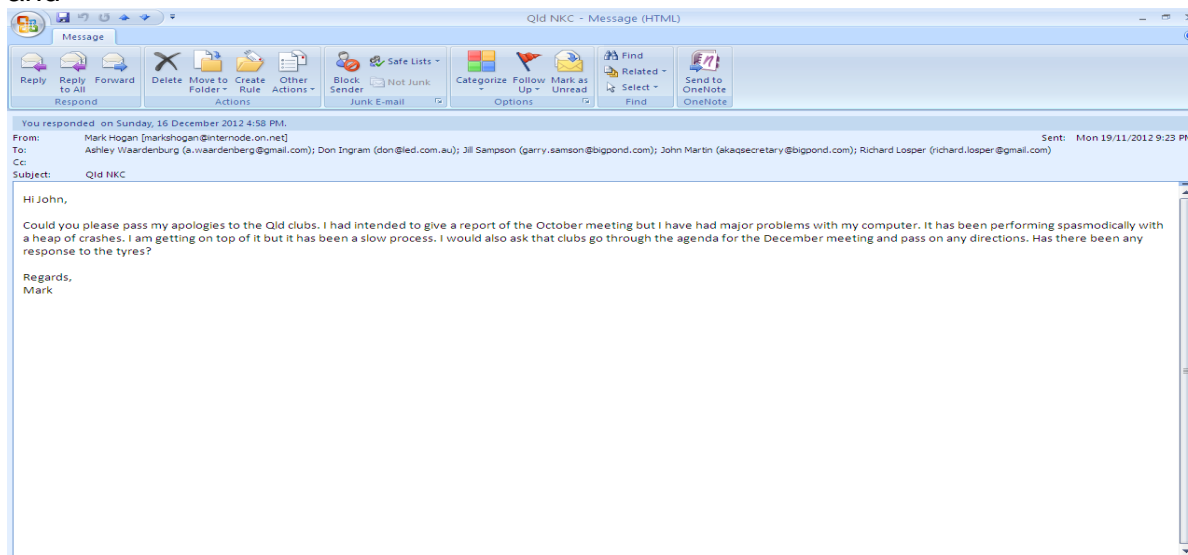 and
Qld NKC - Message (HTML)
Message
Reply
Reply to All
Forward
Respond
Delete
Move to Folder
Create Rule
Other Actions
Actions
Block Sender
Safe Lists
Not Junk
Junk E-mail
Categorize
Follow Up
Mark as Unread
Options
Find
Related
Select
Find
Send to OneNote
OneNote
You responded on Sunday, 16 December 2012 4:58 PM.
From: Mark Hogan [markshogan@internode.on.net] Sent: Mon 19/11/2012 9:23 PM
To: Ashley Waardenburg (a.waardenberg@gmail.com); Don Ingram (don@led.com.au); Jill Sampson (garry.samson@bigpond.com); John Martin (akaqsecretary@bigpond.com); Richard Losper (richard.losper@gmail.com)
Cc:
Subject: Qld NKC
Hi John,
Could you please pass my apologies to the Qld clubs. I had intended to give a report of the October meeting but I have had major problems with my computer. It has been performing spasmodically with
a heap of crashes. I am getting on top of it but it has been a slow process. I would also ask that clubs go through the agenda for the December meeting and pass on any directions. Has there been any
response to the tyres?
Regards,
Mark